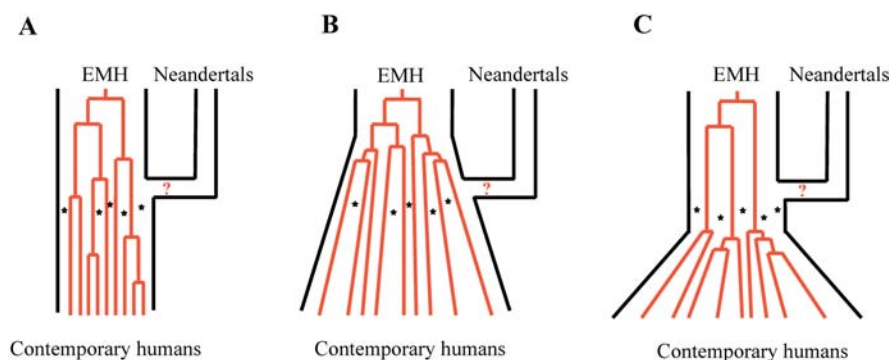 A
B
C
EMH Neandertals
EMH Neandertals
EMH Neandertals
?
?
?
Contemporary humans
Contemporary humans
Contemporary humans